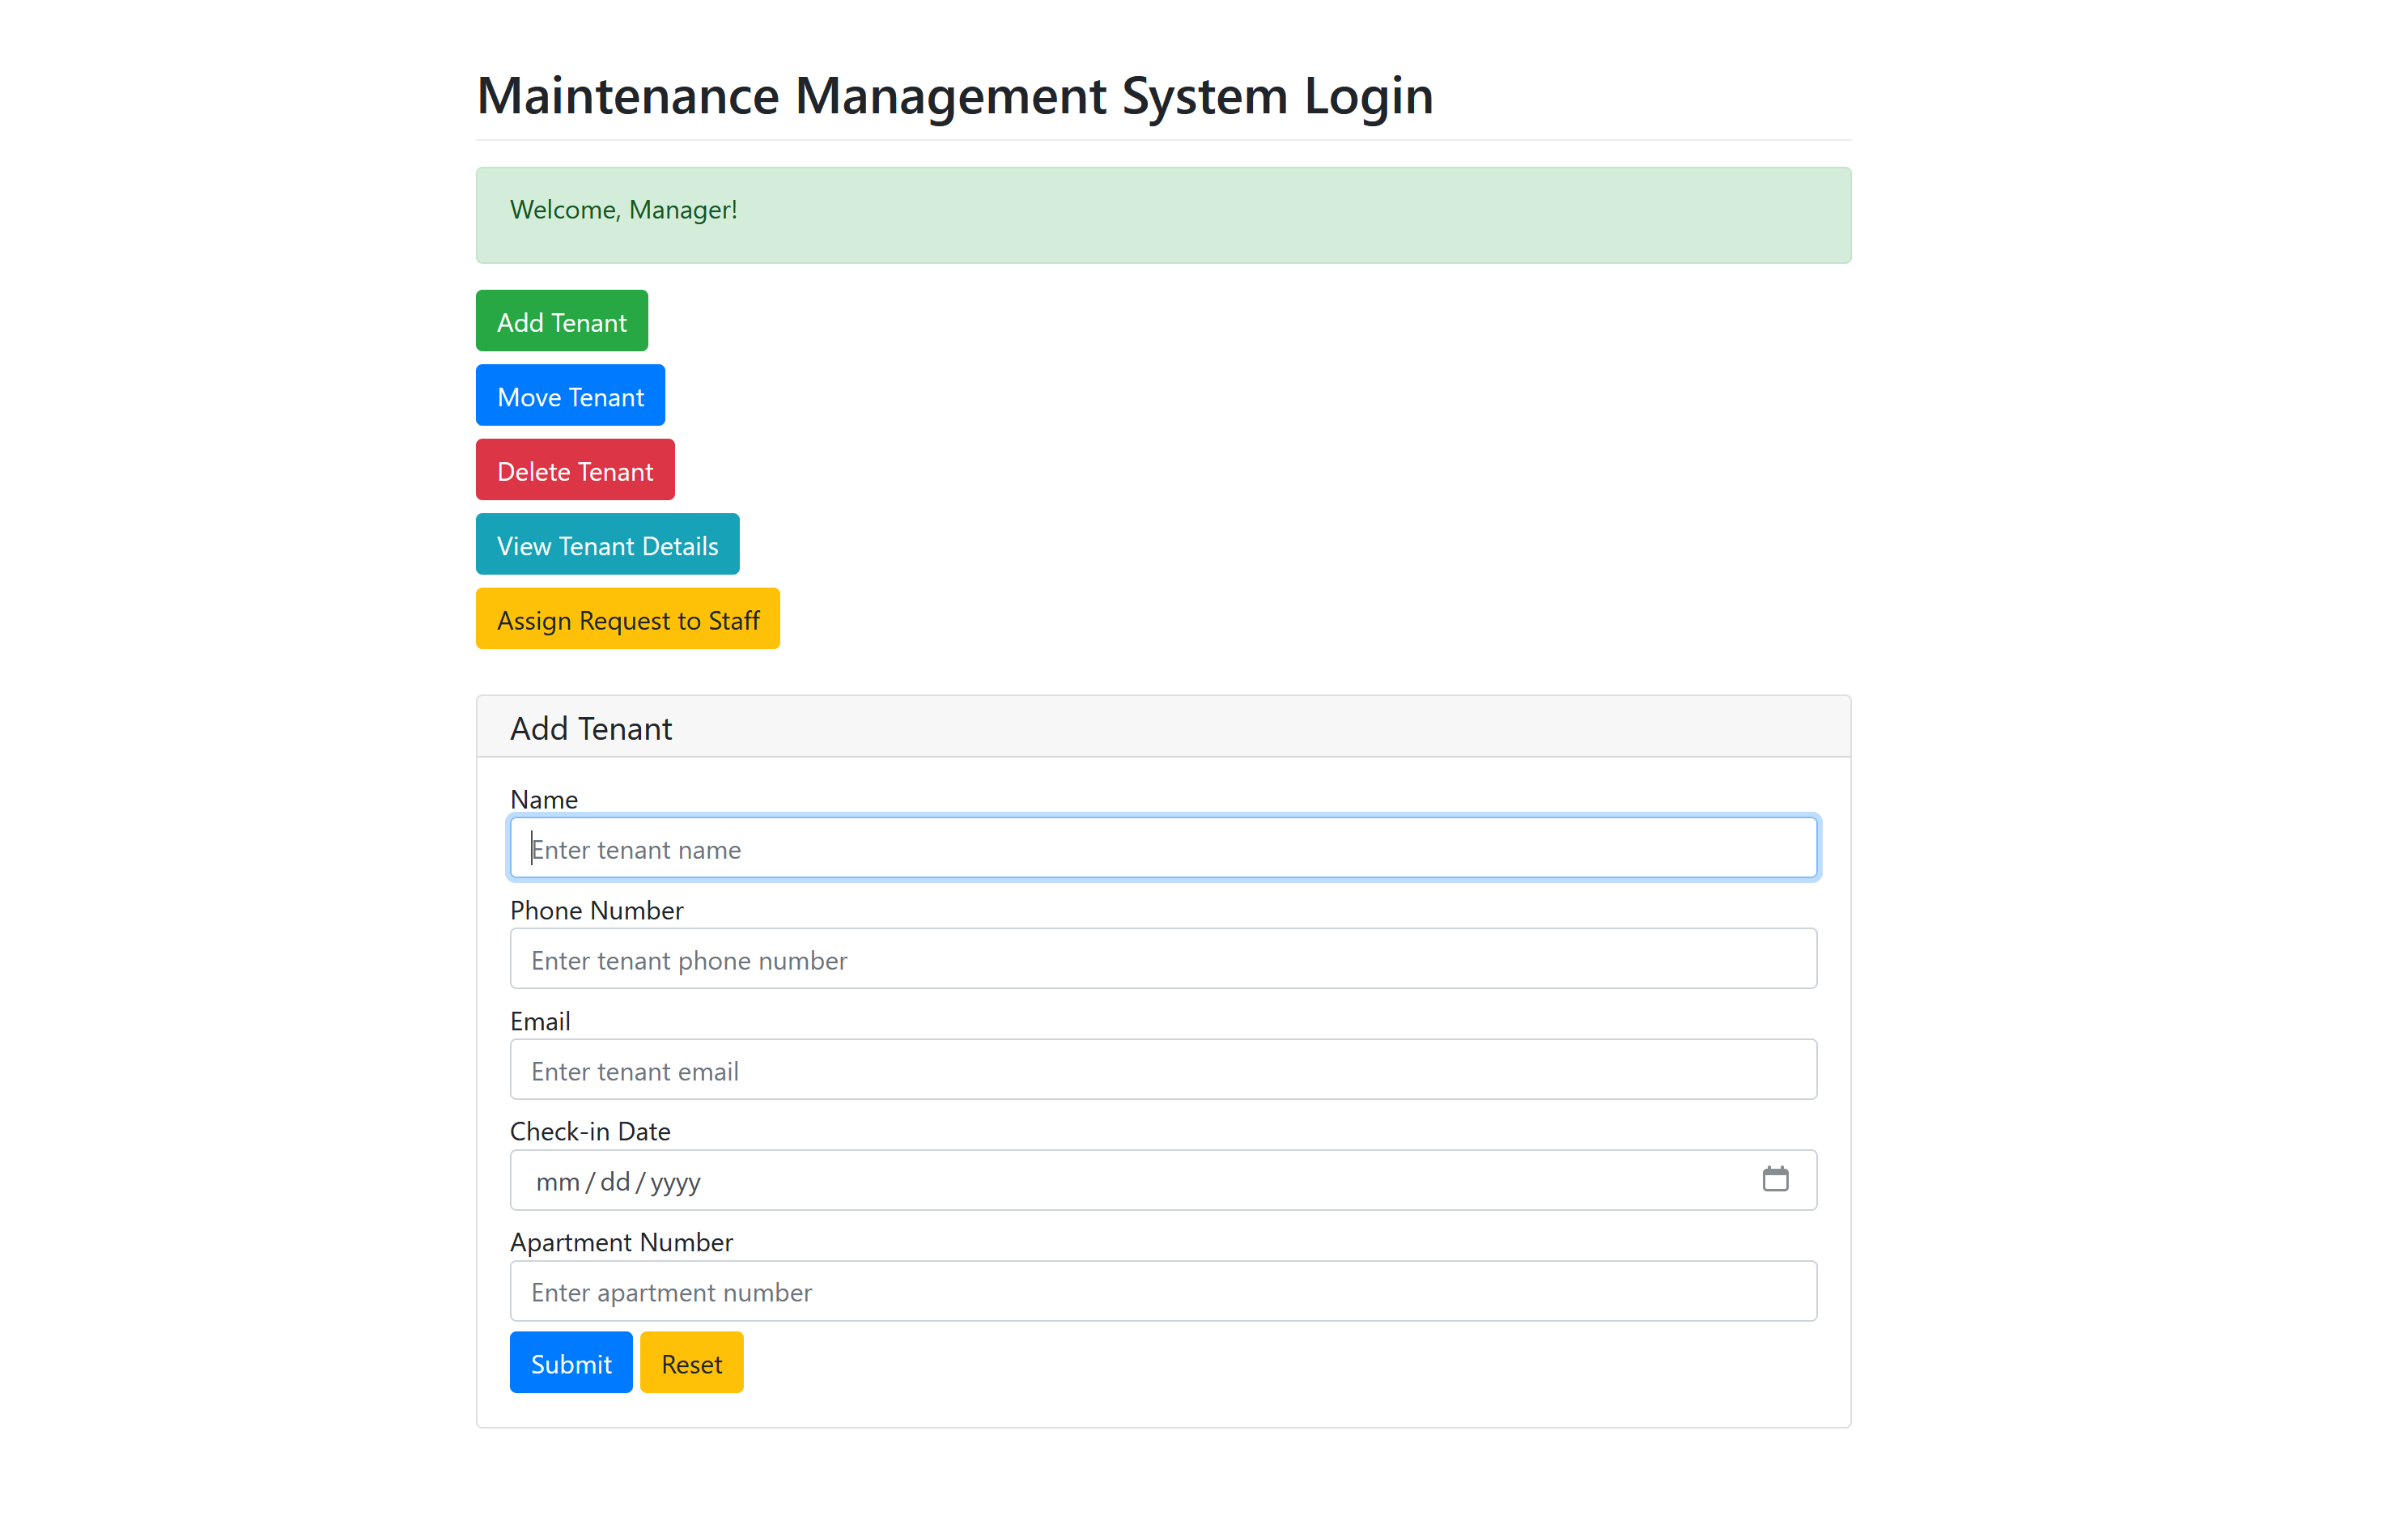 Maintenance Management System Login
Welcome, Manager!
Add Tenant
Move Tenant
Delete Tenant
View Tenant Details
Assign Request to Staff
Add Tenant
Name
Enter tenant name
Phone Number
Enter tenant phone number
Email
Enter tenant email
Check-in Date
mm/dd/yyyy
Apartment Number
Enter apartment number
Submit Reset